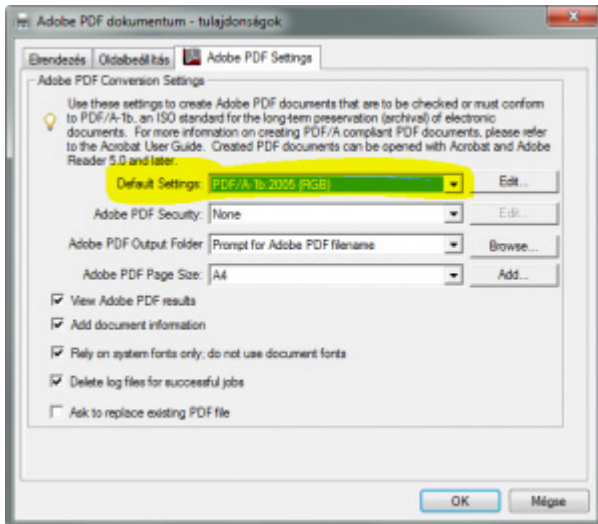 Adobe PDF dokumentum - tulajdonságok
Elrendezés Oldalbeállítás Adobe PDF Settings
Adobe PDF Conversion Settings
Use these settings to create Adobe PDF documents that are to be checked or must conform
to PDF/A-1b, an ISO standard for the long-term preservation (archival) of electronic
documents. For more information on creating PDF/A compliant PDF documents, please refer
to the Acrobat User Guide. Created PDF documents can be opened with Acrobat and Adobe
Reader 5.0 and later.
Default Settings: PDF/A-1b:2005 (RGB) Edit...
Adobe PDF Security: None Edit...
Adobe PDF Output Folder Prompt for Adobe PDF filename Browse...
Adobe PDF Page Size: A4 Add...
View Adobe PDF results
Add document information
Rely on system fonts only; do not use document fonts
Delete log files for successful jobs
Ask to replace existing PDF file
OK Mégse